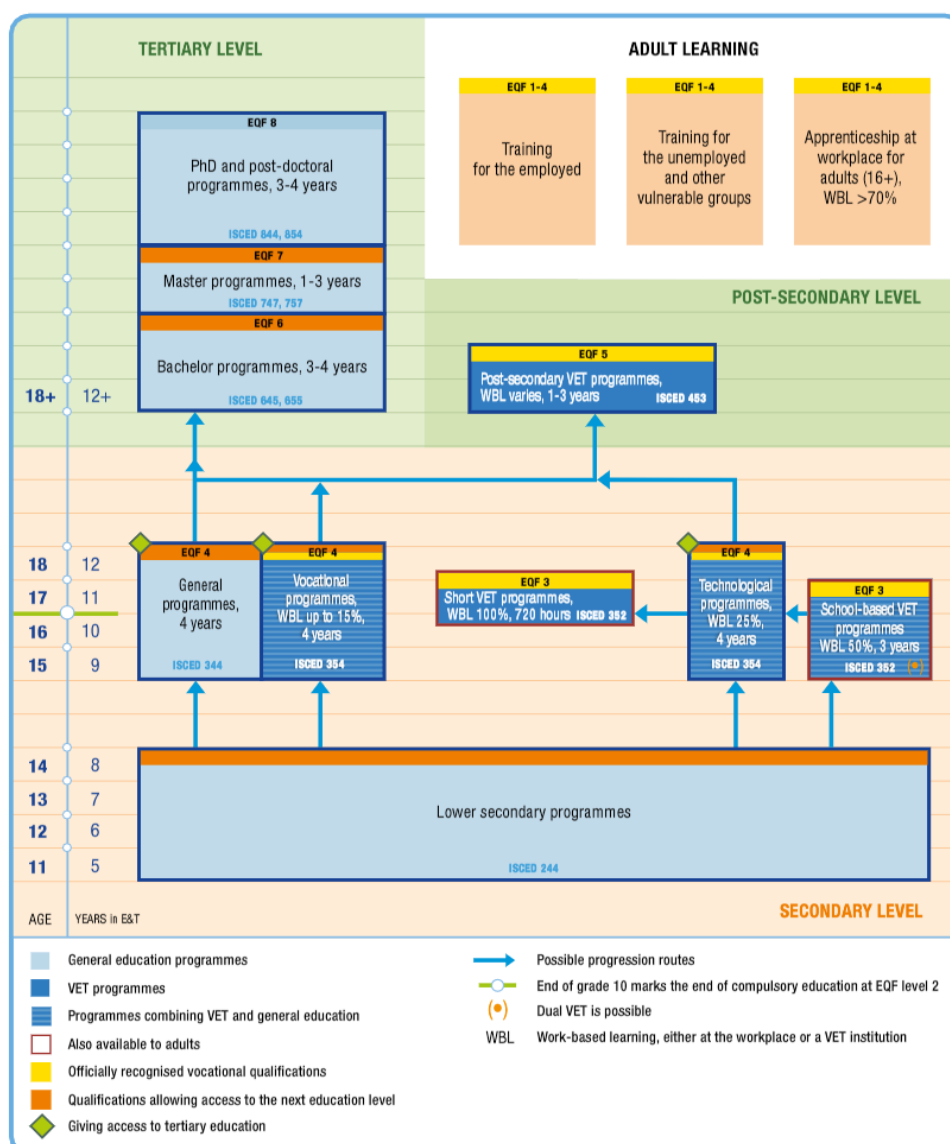 TERTIARY LEVEL
ADULT LEARNING
EQF 1-4
Training
for the employed
EQF 1-4
Training for
the unemployed
and other
vulnerable groups
EQF 1-4
Apprenticeship at
workplace for
adults (16+),
WBL >70%
EQF 8
PhD and post-doctoral
programmes, 3-4 years
ISCED 844, 854
EQF 7
Master programmes, 1-3 years
ISCED 747, 757
EQF 6
Bachelor programmes, 3-4 years
ISCED 645, 655
POST-SECONDARY LEVEL
EQF 5
Post-secondary VET programmes,
WBL varies, 1-3 years ISCED 453
18+ 12+
18 12
17 11
16 10
15 9
EQF 4
General
programmes,
4 years
ISCED 344
EQF 4
Vocational
programmes,
WBL up to 15%,
4 years
ISCED 354
EQF 3
Short VET programmes,
WBL 100%, 720 hours ISCED 352
EQF 4
Technological
programmes,
WBL 25%,
4 years
ISCED 354
EQF 3
School-based VET
programmes
WBL 50%, 3 years
ISCED 352 (•)
14 8
13 7
12 6
11 5
Lower secondary programmes
ISCED 244
AGE YEARS in E&T
SECONDARY LEVEL
General education programmes
VET programmes
Programmes combining VET and general education
Also available to adults
Officially recognised vocational qualifications
Qualifications allowing access to the next education level
Giving access to tertiary education
Possible progression routes
End of grade 10 marks the end of compulsory education at EQF level 2
(•) Dual VET is possible
WBL Work-based learning, either at the workplace or a VET institution